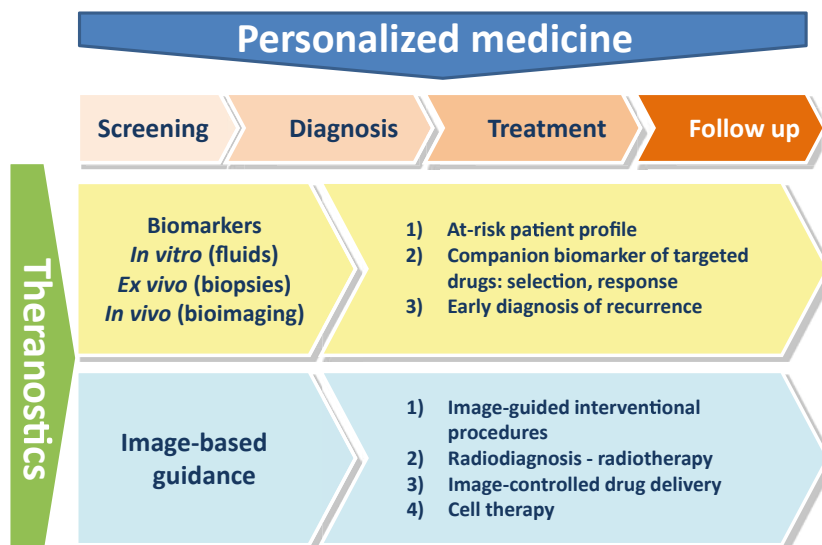 Personalized medicine
Screening
Diagnosis
Treatment
Follow up
Theranostics
Biomarkers
In vitro (fluids)
Ex vivo (biopsies)
In vivo (bioimaging)
1) At-risk patient profile
2) Companion biomarker of targeted
drugs: selection, response
3) Early diagnosis of recurrence
Image-based
guidance
1) Image-guided interventional
procedures
2) Radiodiagnosis - radiotherapy
3) Image-controlled drug delivery
4) Cell therapy